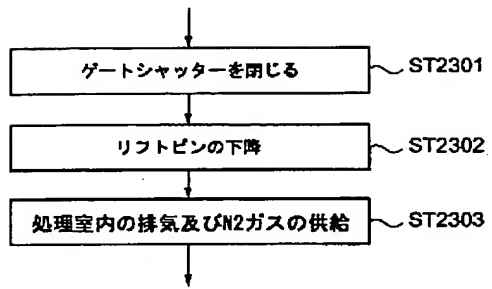 ゲートシャッターを閉じる
ST2301
リフトピンの下降
ST2302
処理室内の排気及びN2ガスの供給
ST2303